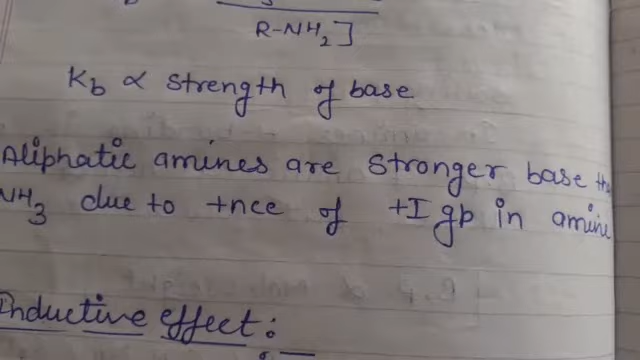 R-NH₂]
Kb ∝ strength of base
Aliphatic amines are stronger base
NH₃ due to +nce of +I gp in amine
Inductive effect: